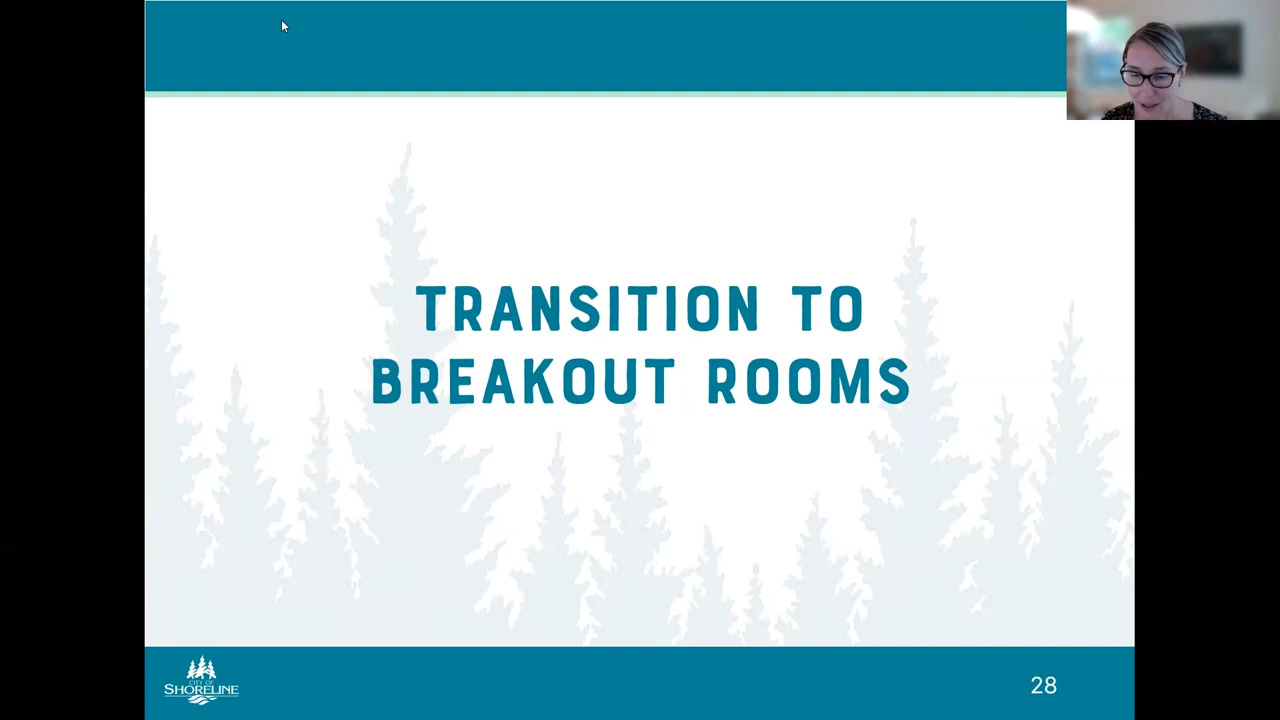 TRANSITION TO
BREAKOUT ROOMS
CITY OF
SHORELINE
28